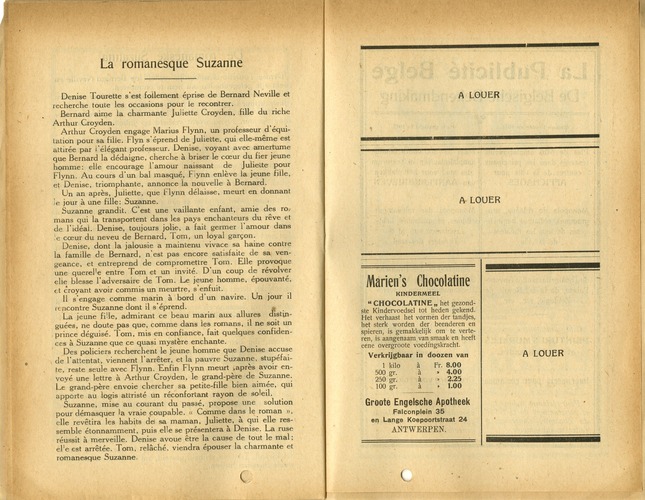 La romanesque Suzanne
Denise Tourette s'est follement éprise de Bernard Neville et
recherche toute les occasions pour le recontrer.
Bernard aime la charmante Juliette Croyden, fille du riche
Arthur Croyden.
Arthur Croyden engage Marius Flynn, un professeur d'équi-
tation pour sa filie. Flyn s'éprend de Juliette, qui elle-même est
attirée par l'élégant professeur. Denise, voyant avec amertume
que Bernard la dédaigne, cherche à briser le cœur du fier jeune
homme: elle encourage l'amour naissant de Juliette pour
Flynn. Au cours d'un bal masqué, Flynn enlève la jeune fille,
et Denise, triomphante, annonce la nouvelle à Bernard.
Un an après, Juliette, que Flynn délaisse, meurt en donnant
le jour à une fille: Suzanne.
Suzanne grandit. C'est une vaillante enfant, amie des ro-
mans qui la transportent dans les pays enchanteurs du rêve et
de l'idéal. Denise, toujours jolie, a fait germer l'amour dans
le cœur du neveu de Bernard, Tom, un loyal garçon.
Denise, dont la jalousie a maintenu vivace sa haine contre
la famille de Bernard, n'est pas encore satisfaite de sa ven-
geance, et entreprend de compromettre Tom. Elle provoque
une querelle entre Tom et un invité. D'un coup de révolver
elle blesse l'adversaire de Tom. Le jeune homme, épouvanté,
et croyant avoir commis un meurtre, s'enfuit.
Il s'engage comme marin à bord d'un navire. Un jour il
rencontre Suzanne dont il s'éprend.
La jeune fille, admirant ce beau marin aux allures distin-
guées, ne doute pas que, comme dans les romans, il ne soit un
prince déguisé. Tom, mis en confiance, fait quelques confiden-
ces à Suzanne que ce quasi mystère enchante.
Des policiers recherchent le jeune homme que Denise accuse
de l'attentat, viennent l'arrêter, et la pauvre Suzanne, stupéfai-
te, reste seule avec Flynn. Enfin Flynn meurt ,après avoir en-
voyé une lettre à Arthur Croyden, le grand-père de Suzanne.
Le grand-père envoie chercher sa petite-fille bien aimée, qui
apporte au logis attristé un réconfortant rayon de soleil.
Suzanne, mise au courant du passé, propose une solution
pour démasquer la vraie coupable. « Comme dans le roman »,
elle revêtira les habits de sa maman, Juliette, à qui elle res-
semble étonnamment, puis elle se présentera à Denise. La ruse
réussit à merveille. Denise avoue être la cause de tout le mal;
elle est arrêtée. Tom, relâché, viendra épouser la charmante et
romanesque Suzanne.
A LOUER
A LOUER
Marien's Chocolatine
KINDERMEEL
"CHOCOLATINE„ het gezond-
ste Kindervoedsel tot heden gekend.
Het verhaast het vormen der tandjes,
het sterk worden der beenderen en
spieren, is gemakkelijk om te verte-
ren, is aangenaam van smaak en heeft
eene overgroote voedingskracht.
Verkrijgbaar in doozen van
1 kilo à Fr. 8.00
500 gr. à " 4.00
250 gr. à " 2.25
100 gr. à " 1.00
Groote Engelsche Apotheek
Falconplein 35
en Lange Koepoortstraat 24
ANTWERPEN.
A LOUER